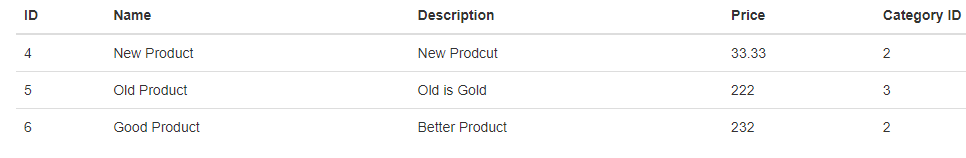 ID Name Description Price Category ID
4 New Product New Prodcut 33.33 2
5 Old Product Old is Gold 222 3
6 Good Product Better Product 232 2